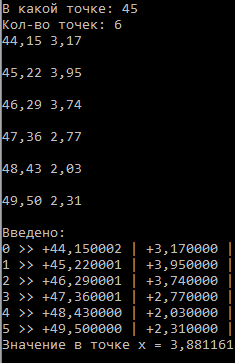 В какой точке: 45
Кол-во точек: 6
44,15 3,17
45,22 3,95
46,29 3,74
47,36 2,77
48,43 2,03
49,50 2,31
Введено:
0 >> +44,150002 | +3,170000 |
1 >> +45,220001 | +3,950000 |
2 >> +46,290001 | +3,740000 |
3 >> +47,360001 | +2,770000 |
4 >> +48,430000 | +2,030000 |
5 >> +49,500000 | +2,310000 |
Значение в точке x = 3,881161